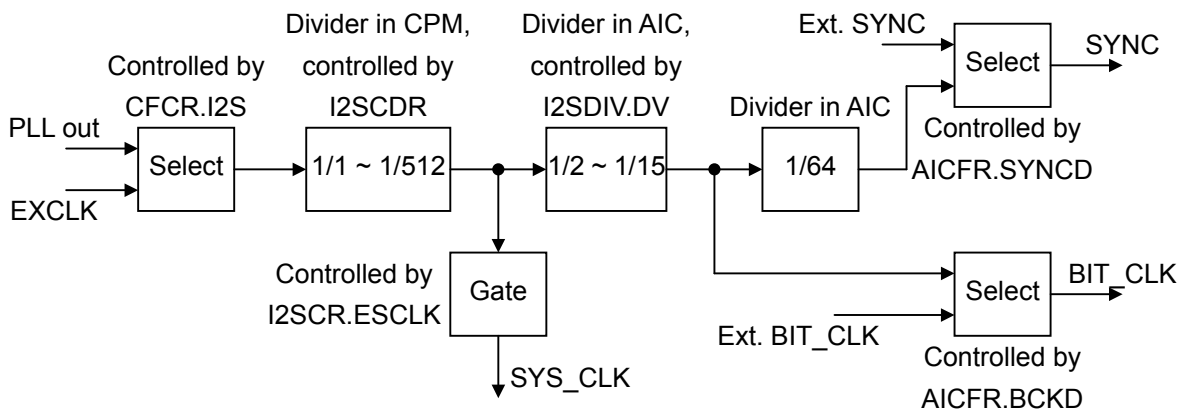 Divider in CPM,
controlled by
I2SCDR
Divider in AIC,
controlled by
I2SDIV.DV
Ext. SYNC
SYNC
Select
Controlled by
AICFR.SYNCD
Controlled by
CFCR.I2S
PLL out
EXCLK
Select
1/1 ~ 1/512
1/2 ~ 1/15
Divider in AIC
1/64
Controlled by
I2SCR.ESCLK
Gate
SYS_CLK
Select
BIT_CLK
Ext. BIT_CLK
Controlled by
AICFR.BCKD